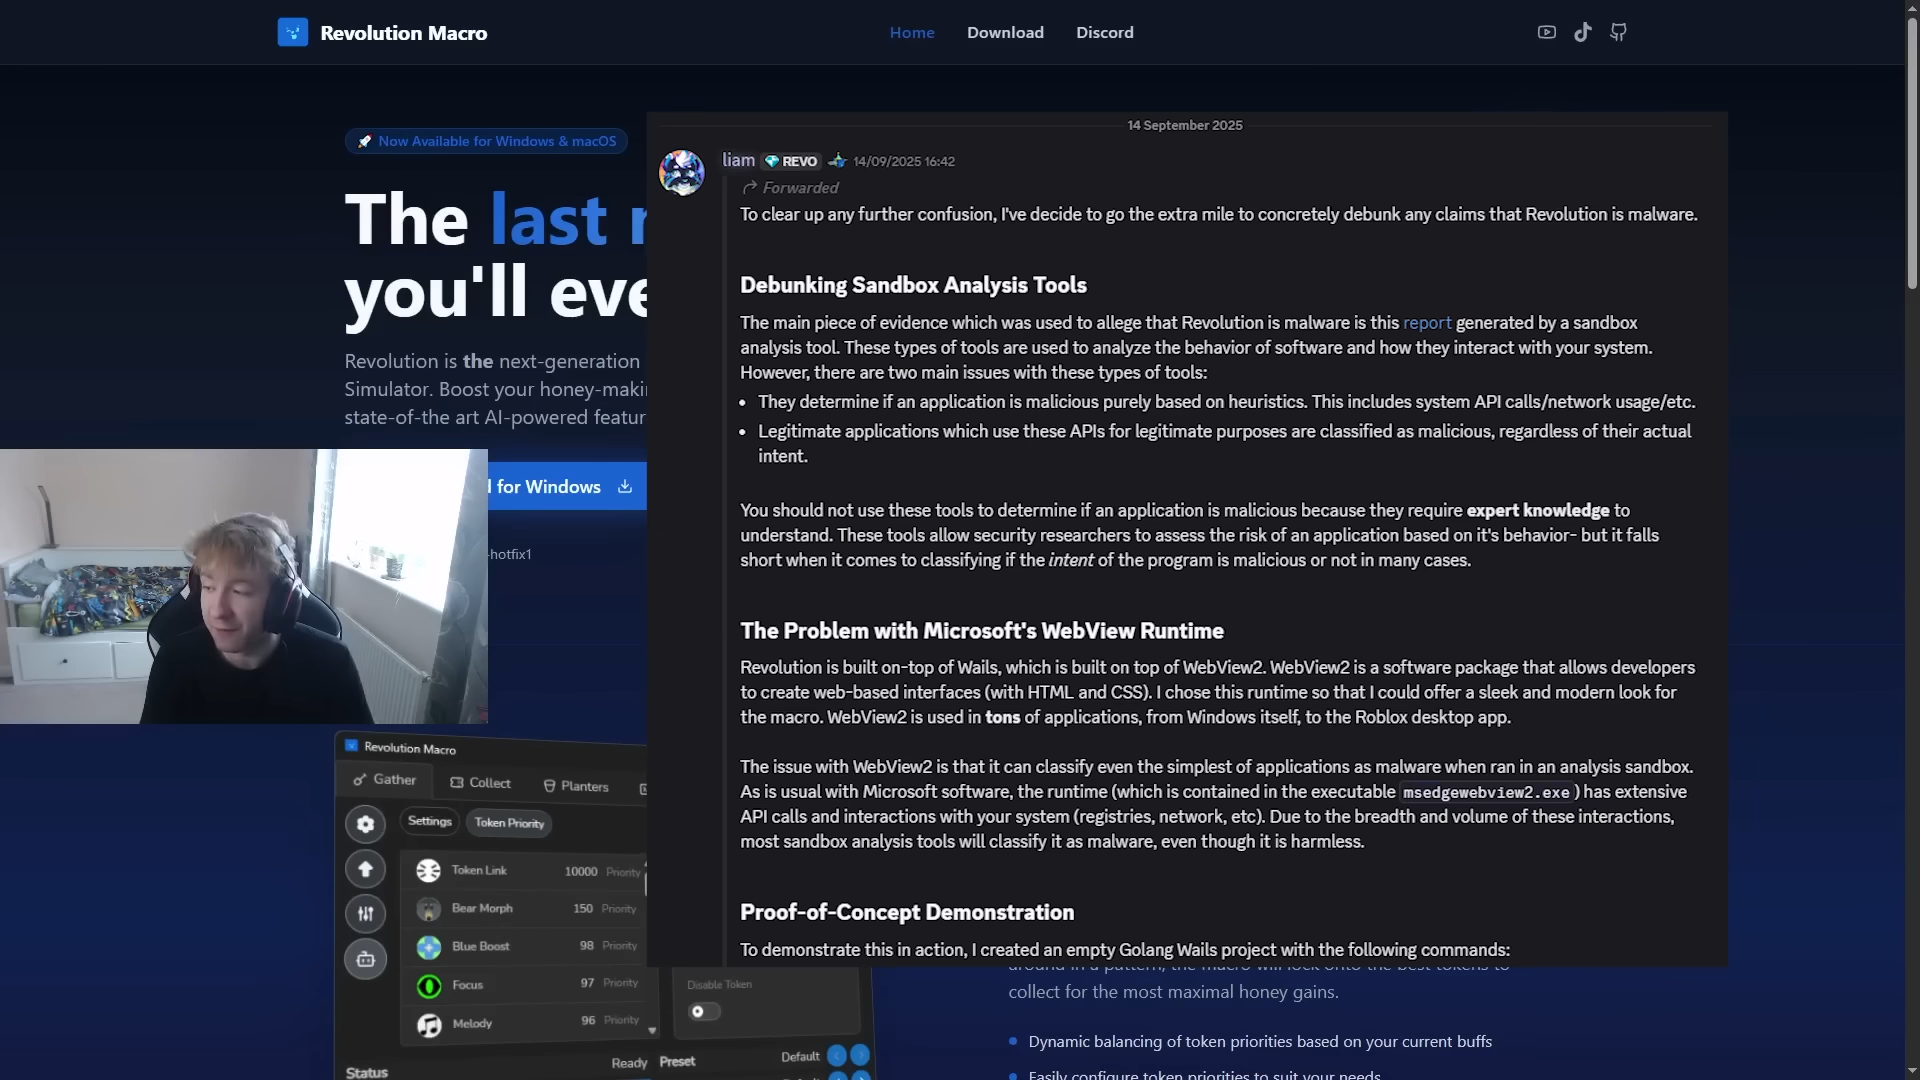 Revolution Macro
Home
Download
Discord
Now Available for Windows & macOS
The last
you'll eve
Revolution is the next-generation
Simulator. Boost your honey-maki
state-of-the art AI-powered featur
for Windows
-hotfix1
14 September 2025
liam REVO 14/09/2025 16:42
Forwarded
To clear up any further confusion, I've decide to go the extra mile to concretely debunk any claims that Revolution is malware.
Debunking Sandbox Analysis Tools
The main piece of evidence which was used to allege that Revolution is malware is this report generated by a sandbox
analysis tool. These types of tools are used to analyze the behavior of software and how they interact with your system.
However, there are two main issues with these types of tools:
• They determine if an application is malicious purely based on heuristics. This includes system API calls/network usage/etc.
• Legitimate applications which use these APIs for legitimate purposes are classified as malicious, regardless of their actual
intent.
You should not use these tools to determine if an application is malicious because they require expert knowledge to
understand. These tools allow security researchers to assess the risk of an application based on it's behavior- but it falls
short when it comes to classifying if the intent of the program is malicious or not in many cases.
The Problem with Microsoft's WebView Runtime
Revolution is built on-top of Wails, which is built on top of WebView2. WebView2 is a software package that allows developers
to create web-based interfaces (with HTML and CSS). I chose this runtime so that I could offer a sleek and modern look for
the macro. WebView2 is used in tons of applications, from Windows itself, to the Roblox desktop app.
The issue with WebView2 is that it can classify even the simplest of applications as malware when ran in an analysis sandbox.
As is usual with Microsoft software, the runtime (which is contained in the executable msedgewebview2.exe) has extensive
API calls and interactions with your system (registries, network, etc). Due to the breadth and volume of these interactions,
most sandbox analysis tools will classify it as malware, even though it is harmless.
Proof-of-Concept Demonstration
To demonstrate this in action, I created an empty Golang Wails project with the following commands:
Revolution Macro
Gather
Collect
Planters
Settings
Token Priority
Token Link 10000 Priority
Bear Morph 150 Priority
Blue Boost 98 Priority
Focus 97 Priority
Melody 96 Priority
Disable Token
Status
Ready
Preset
Default
around in a pattern, the macro will lock onto the best tokens to
collect for the most maximal honey gains.
• Dynamic balancing of token priorities based on your current buffs
• Easily configure token priorities to suit your needs